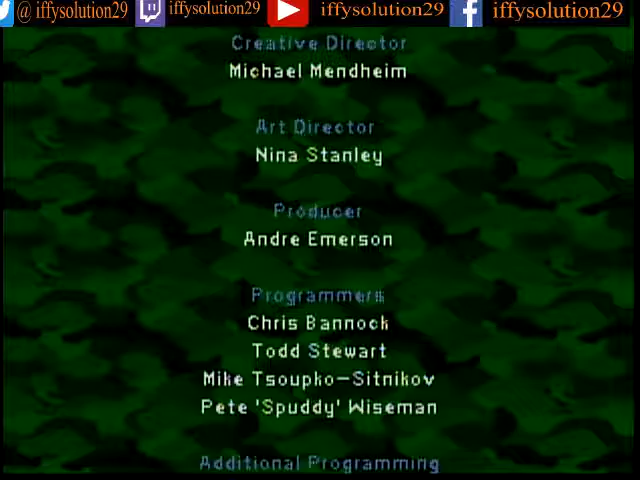 @ iffysolution29 iffysolution29 iffysolution29 iffysolution29
Creative Director
Michael Mendheim
Art Director
Nina Stanley
Producer
Andre Emerson
Programmers
Chris Bannock
Todd Stewart
Mike Tsoupko-Sitnikov
Pete 'Spuddy' Wiseman
Additional Programming